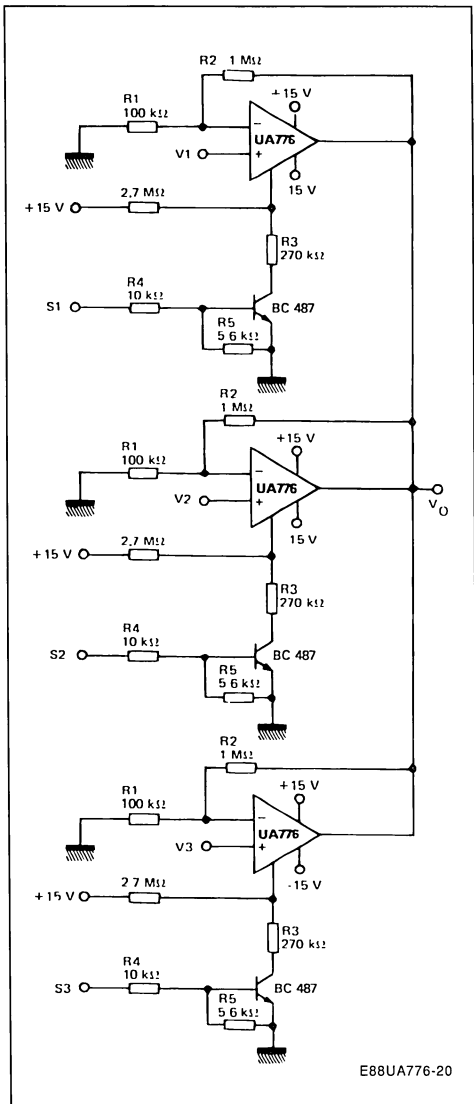 R2 1 MΩ
+15 V
R1
100 kΩ
UA776
V1
15 V
2,7 MΩ
+15 V
R3
270 kΩ
R4
10 kΩ
S1
BC 487
R5
5 6 kΩ
R2
1 MΩ
+15 V
R1
100 kΩ
UA776
V2
VO
15 V
2,7 MΩ
+15 V
R3
270 kΩ
R4
10 kΩ
S2
BC 487
R5
5 6 kΩ
R2
1 MΩ
+15 V
R1
100 kΩ
UA776
V3
-15 V
2 7 MΩ
+15 V
R3
270 kΩ
R4
10 kΩ
S3
BC 487
R5
5 6 kΩ
E88UA776-20